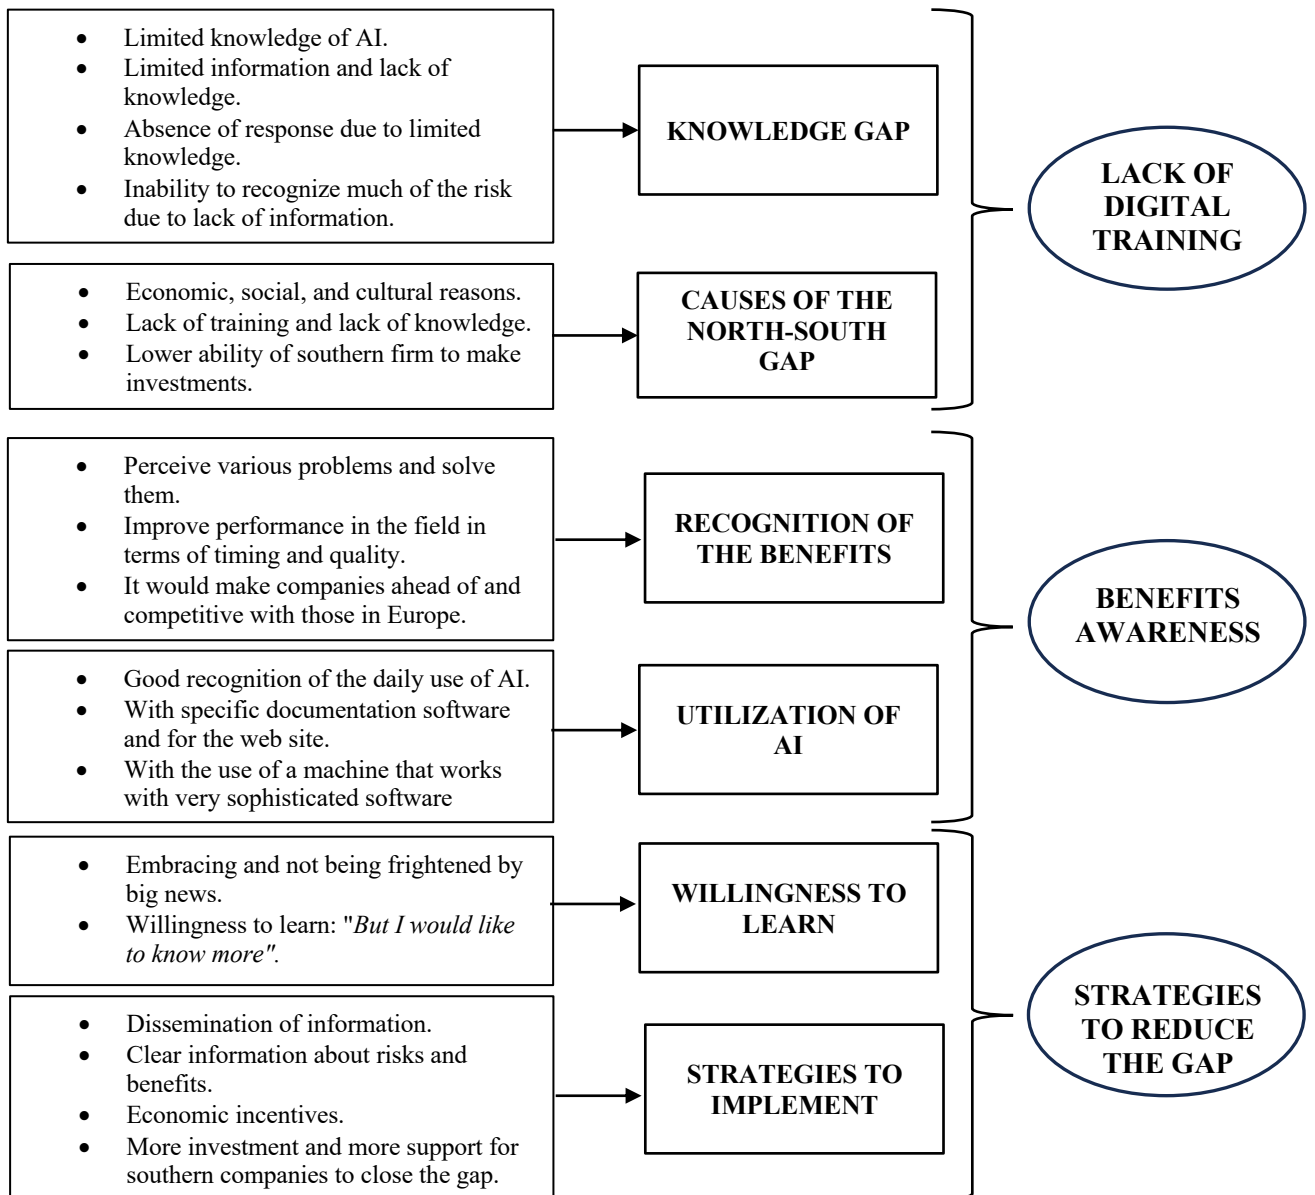 • Limited knowledge of AI.
• Limited information and lack of
knowledge.
• Absence of response due to limited
knowledge.
• Inability to recognize much of the risk
due to lack of information.
KNOWLEDGE GAP
• Economic, social, and cultural reasons.
• Lack of training and lack of knowledge.
• Lower ability of southern firm to make
investments.
CAUSES OF THE
NORTH-SOUTH
GAP
LACK OF
DIGITAL
TRAINING
• Perceive various problems and solve
them.
• Improve performance in the field in
terms of timing and quality.
• It would make companies ahead of and
competitive with those in Europe.
RECOGNITION OF
THE BENEFITS
• Good recognition of the daily use of AI.
• With specific documentation software
and for the web site.
• With the use of a machine that works
with very sophisticated software
UTILIZATION OF
AI
BENEFITS
AWARENESS
• Embracing and not being frightened by
big news.
• Willingness to learn: "But I would like
to know more".
WILLINGNESS TO
LEARN
• Dissemination of information.
• Clear information about risks and
benefits.
• Economic incentives.
• More investment and more support for
southern companies to close the gap.
STRATEGIES TO
IMPLEMENT
STRATEGIES
TO REDUCE
THE GAP